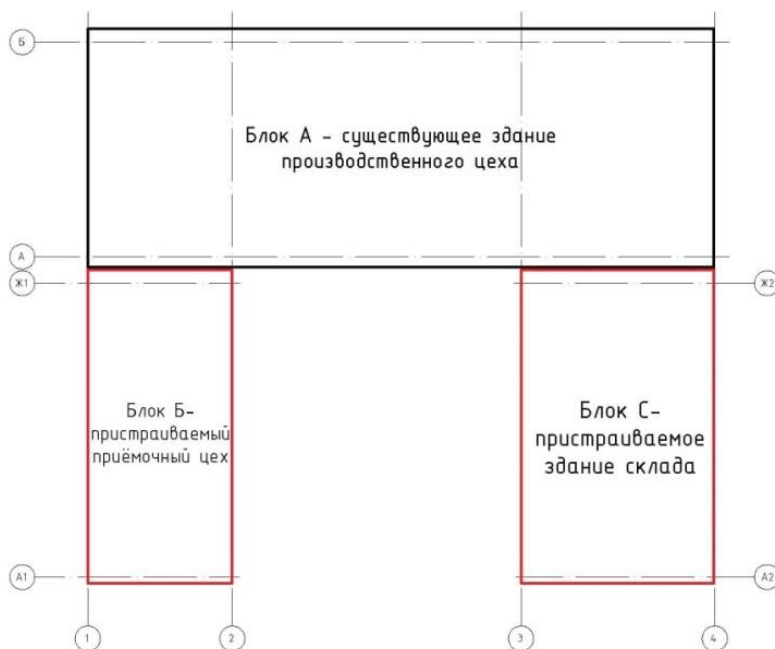 Б
Блок А - существующее здание
производственного цеха
А
Ж1
Ж2
Блок Б-
пристраиваемый
приёмочный цех
Блок С-
пристраиваемое
здание склада
А1
А2
1
2
3
4